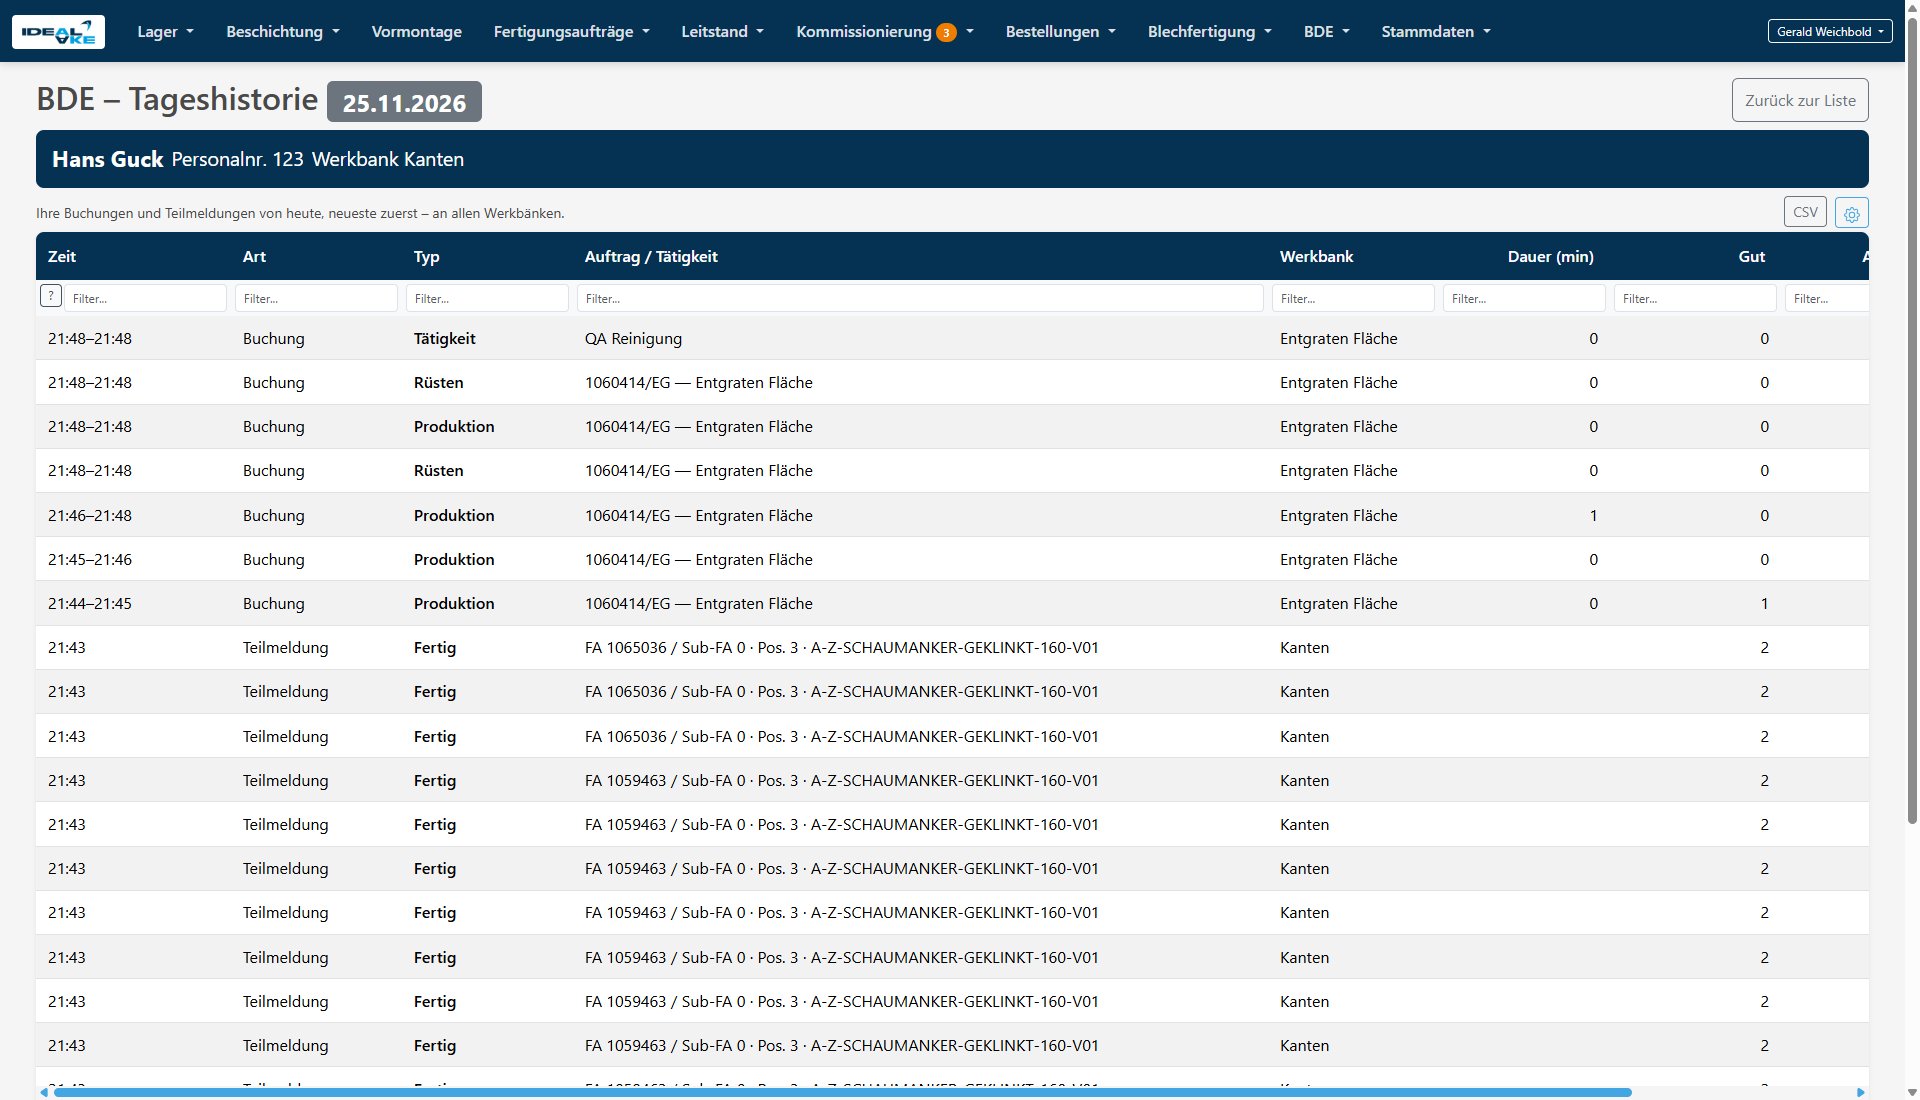 IDEAL AKE
Lager Beschichtung Vormontage Fertigungsaufträge Leitstand Kommissionierung 3 Bestellungen Blechfertigung BDE Stammdaten Gerald Weichbold
BDE – Tageshistorie 25.11.2026 Zurück zur Liste
Hans Guck Personalnr. 123 Werkbank Kanten
Ihre Buchungen und Teilmeldungen von heute, neueste zuerst – an allen Werkbänken. CSV
Zeit Art Typ Auftrag / Tätigkeit Werkbank Dauer (min) Gut
? Filter... Filter... Filter... Filter... Filter... Filter... Filter... Filter...
21:48–21:48 Buchung Tätigkeit QA Reinigung Entgraten Fläche 0 0
21:48–21:48 Buchung Rüsten 1060414/EG — Entgraten Fläche Entgraten Fläche 0 0
21:48–21:48 Buchung Produktion 1060414/EG — Entgraten Fläche Entgraten Fläche 0 0
21:48–21:48 Buchung Rüsten 1060414/EG — Entgraten Fläche Entgraten Fläche 0 0
21:46–21:48 Buchung Produktion 1060414/EG — Entgraten Fläche Entgraten Fläche 1 0
21:45–21:46 Buchung Produktion 1060414/EG — Entgraten Fläche Entgraten Fläche 0 0
21:44–21:45 Buchung Produktion 1060414/EG — Entgraten Fläche Entgraten Fläche 0 1
21:43 Teilmeldung Fertig FA 1065036 / Sub-FA 0 · Pos. 3 · A-Z-SCHAUMANKER-GEKLINKT-160-V01 Kanten 2
21:43 Teilmeldung Fertig FA 1065036 / Sub-FA 0 · Pos. 3 · A-Z-SCHAUMANKER-GEKLINKT-160-V01 Kanten 2
21:43 Teilmeldung Fertig FA 1065036 / Sub-FA 0 · Pos. 3 · A-Z-SCHAUMANKER-GEKLINKT-160-V01 Kanten 2
21:43 Teilmeldung Fertig FA 1059463 / Sub-FA 0 · Pos. 3 · A-Z-SCHAUMANKER-GEKLINKT-160-V01 Kanten 2
21:43 Teilmeldung Fertig FA 1059463 / Sub-FA 0 · Pos. 3 · A-Z-SCHAUMANKER-GEKLINKT-160-V01 Kanten 2
21:43 Teilmeldung Fertig FA 1059463 / Sub-FA 0 · Pos. 3 · A-Z-SCHAUMANKER-GEKLINKT-160-V01 Kanten 2
21:43 Teilmeldung Fertig FA 1059463 / Sub-FA 0 · Pos. 3 · A-Z-SCHAUMANKER-GEKLINKT-160-V01 Kanten 2
21:43 Teilmeldung Fertig FA 1059463 / Sub-FA 0 · Pos. 3 · A-Z-SCHAUMANKER-GEKLINKT-160-V01 Kanten 2
21:43 Teilmeldung Fertig FA 1059463 / Sub-FA 0 · Pos. 3 · A-Z-SCHAUMANKER-GEKLINKT-160-V01 Kanten 2
21:43 Teilmeldung Fertig FA 1059463 / Sub-FA 0 · Pos. 3 · A-Z-SCHAUMANKER-GEKLINKT-160-V01 Kanten 2